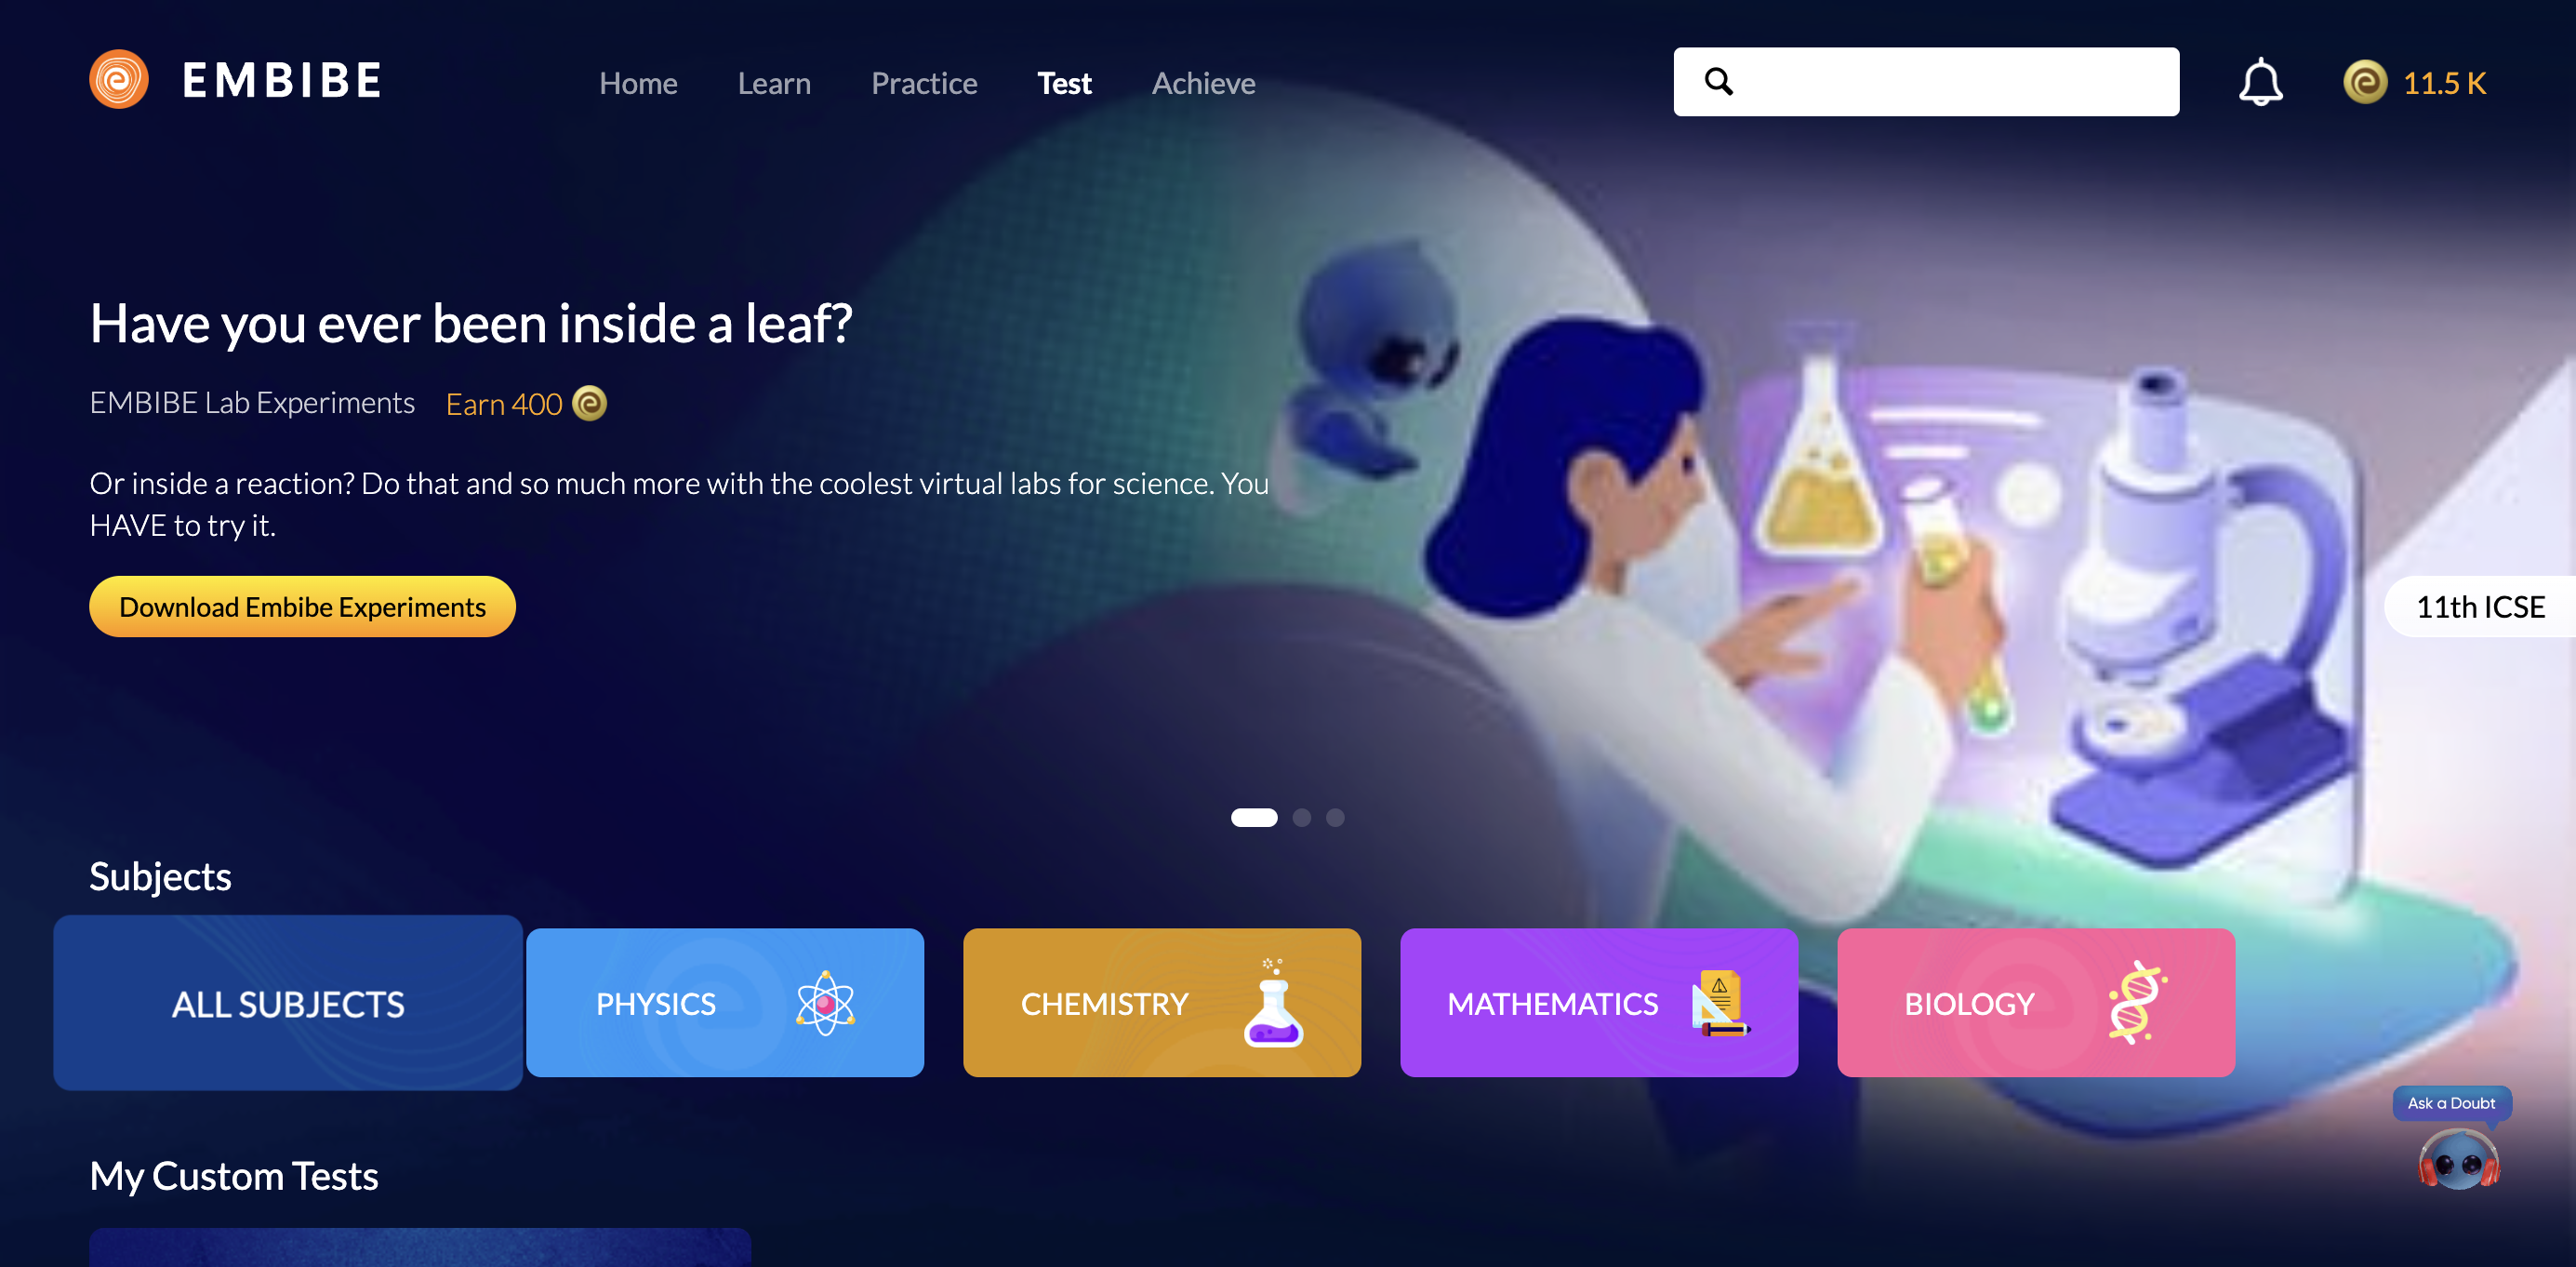 EMBIBE
Home
Learn
Practice
Test
Achieve
11.5 K
Have you ever been inside a leaf?
EMBIBE Lab Experiments
Earn 400
Or inside a reaction? Do that and so much more with the coolest virtual labs for science. You
HAVE to try it.
Download Embibe Experiments
11th ICSE
Subjects
ALL SUBJECTS
PHYSICS
CHEMISTRY
MATHEMATICS
BIOLOGY
Ask a Doubt
My Custom Tests